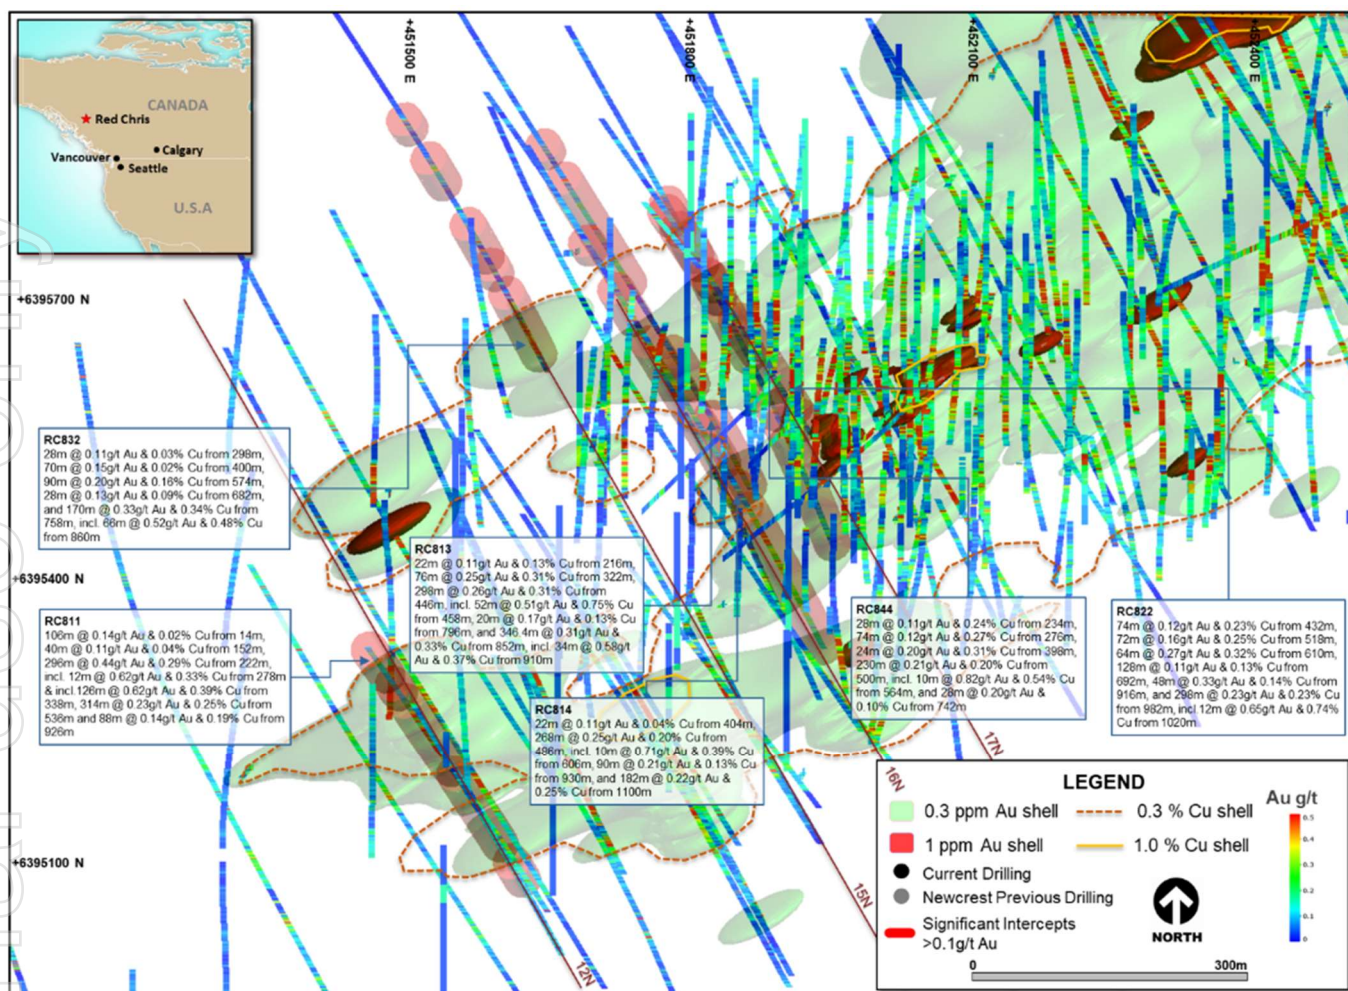 +451500 E
+451800 E
+452100 E
+452400 E
CANADA
Red Chris
Vancouver
Calgary
Seattle
U.S.A
+6395700 N
+6395400 N
+6395100 N
RC832
28m @ 0.11g/t Au & 0.03% Cu from 298m,
70m @ 0.15g/t Au & 0.02% Cu from 400m,
90m @ 0.20g/t Au & 0.16% Cu from 574m,
28m @ 0.13g/t Au & 0.09% Cu from 682m,
and 170m @ 0.33g/t Au & 0.34% Cu from
758m, incl. 66m @ 0.52g/t Au & 0.48% Cu
from 860m
RC811
106m @ 0.14g/t Au & 0.02% Cu from 14m,
40m @ 0.11g/t Au & 0.04% Cu from 152m,
296m @ 0.44g/t Au & 0.29% Cu from 222m,
incl. 12m @ 0.62g/t Au & 0.33% Cu from 278m
& incl.126m @ 0.62g/t Au & 0.39% Cu from
338m, 314m @ 0.23g/t Au & 0.25% Cu from
536m and 88m @ 0.14g/t Au & 0.19% Cu from
926m
RC813
22m @ 0.11g/t Au & 0.13% Cu from 216m,
76m @ 0.25g/t Au & 0.31% Cu from 322m,
298m @ 0.26g/t Au & 0.31% Cu from
446m, incl. 52m @ 0.51g/t Au & 0.75% Cu
from 458m, 20m @ 0.17g/t Au & 0.13% Cu
from 796m, and 346.4m @ 0.31g/t Au &
0.33% Cu from 852m, incl. 34m @ 0.58g/t
Au & 0.37% Cu from 910m
RC814
22m @ 0.11g/t Au & 0.04% Cu from 404m,
268m @ 0.25g/t Au & 0.20% Cu from
486m, incl. 10m @ 0.71g/t Au & 0.39% Cu
from 606m, 90m @ 0.21g/t Au & 0.13% Cu
from 930m, and 182m @ 0.22g/t Au &
0.25% Cu from 1100m
RC844
28m @ 0.11g/t Au & 0.24% Cu from 234m,
74m @ 0.12g/t Au & 0.27% Cu from 276m,
24m @ 0.20g/t Au & 0.31% Cu from 398m,
230m @ 0.21g/t Au & 0.20% Cu from
500m, incl. 10m @ 0.82g/t Au & 0.54% Cu
from 564m, and 28m @ 0.20g/t Au &
0.10% Cu from 742m
RC822
74m @ 0.12g/t Au & 0.23% Cu from 432m,
72m @ 0.16g/t Au & 0.25% Cu from 518m,
64m @ 0.27g/t Au & 0.32% Cu from 610m,
128m @ 0.11g/t Au & 0.13% Cu from
692m, 48m @ 0.33g/t Au & 0.14% Cu from
916m, and 298m @ 0.23g/t Au & 0.23% Cu
from 982m, incl.12m @ 0.65g/t Au & 0.74%
Cu from 1020m
12N
15N
16N
17N
LEGEND
0.3 ppm Au shell
0.3 % Cu shell
1 ppm Au shell
1.0 % Cu shell
Current Drilling
Newcrest Previous Drilling
Significant Intercepts
>0.1g/t Au
NORTH
0
300m
Au g/t
0.5
0.4
0.3
0.2
0.1
0